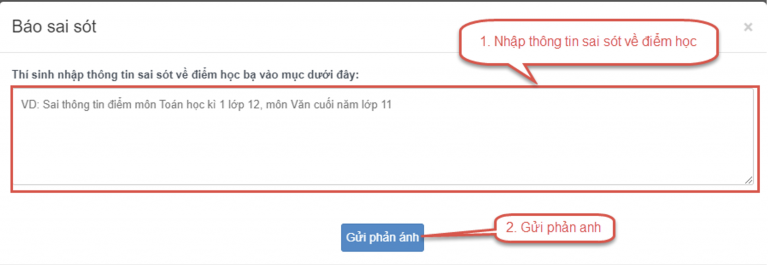 Báo sai sót
×
1. Nhập thông tin sai sót về điểm học
Thí sinh nhập thông tin sai sót về điểm học bạ vào mục dưới đây:
VD: Sai thông tin điểm môn Toán học kì 1 lớp 12, môn Văn cuối năm lớp 11
Gửi phản ánh
2. Gửi phản anh